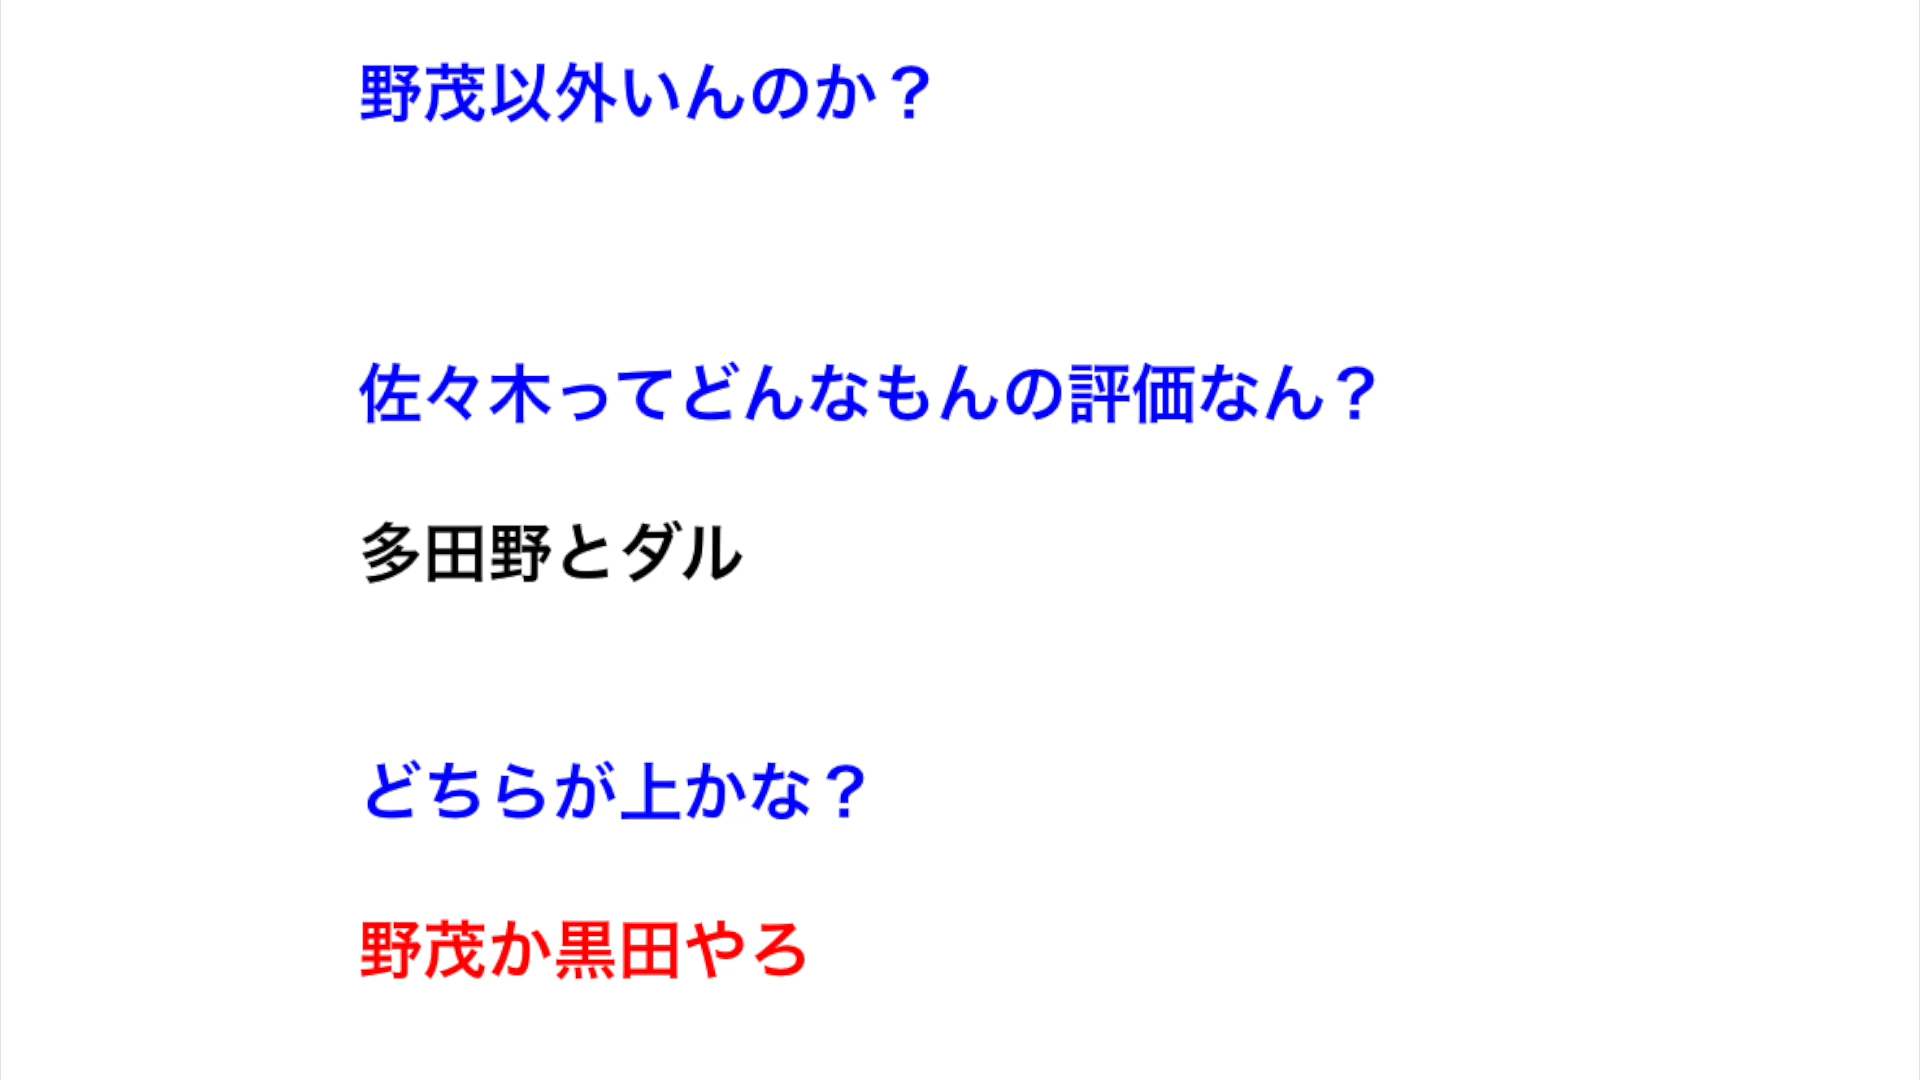 野茂以外いんのか？
佐々木ってどんなもんの評価なん？
多田野とダル
どちらが上かな？
野茂か黒田やろ